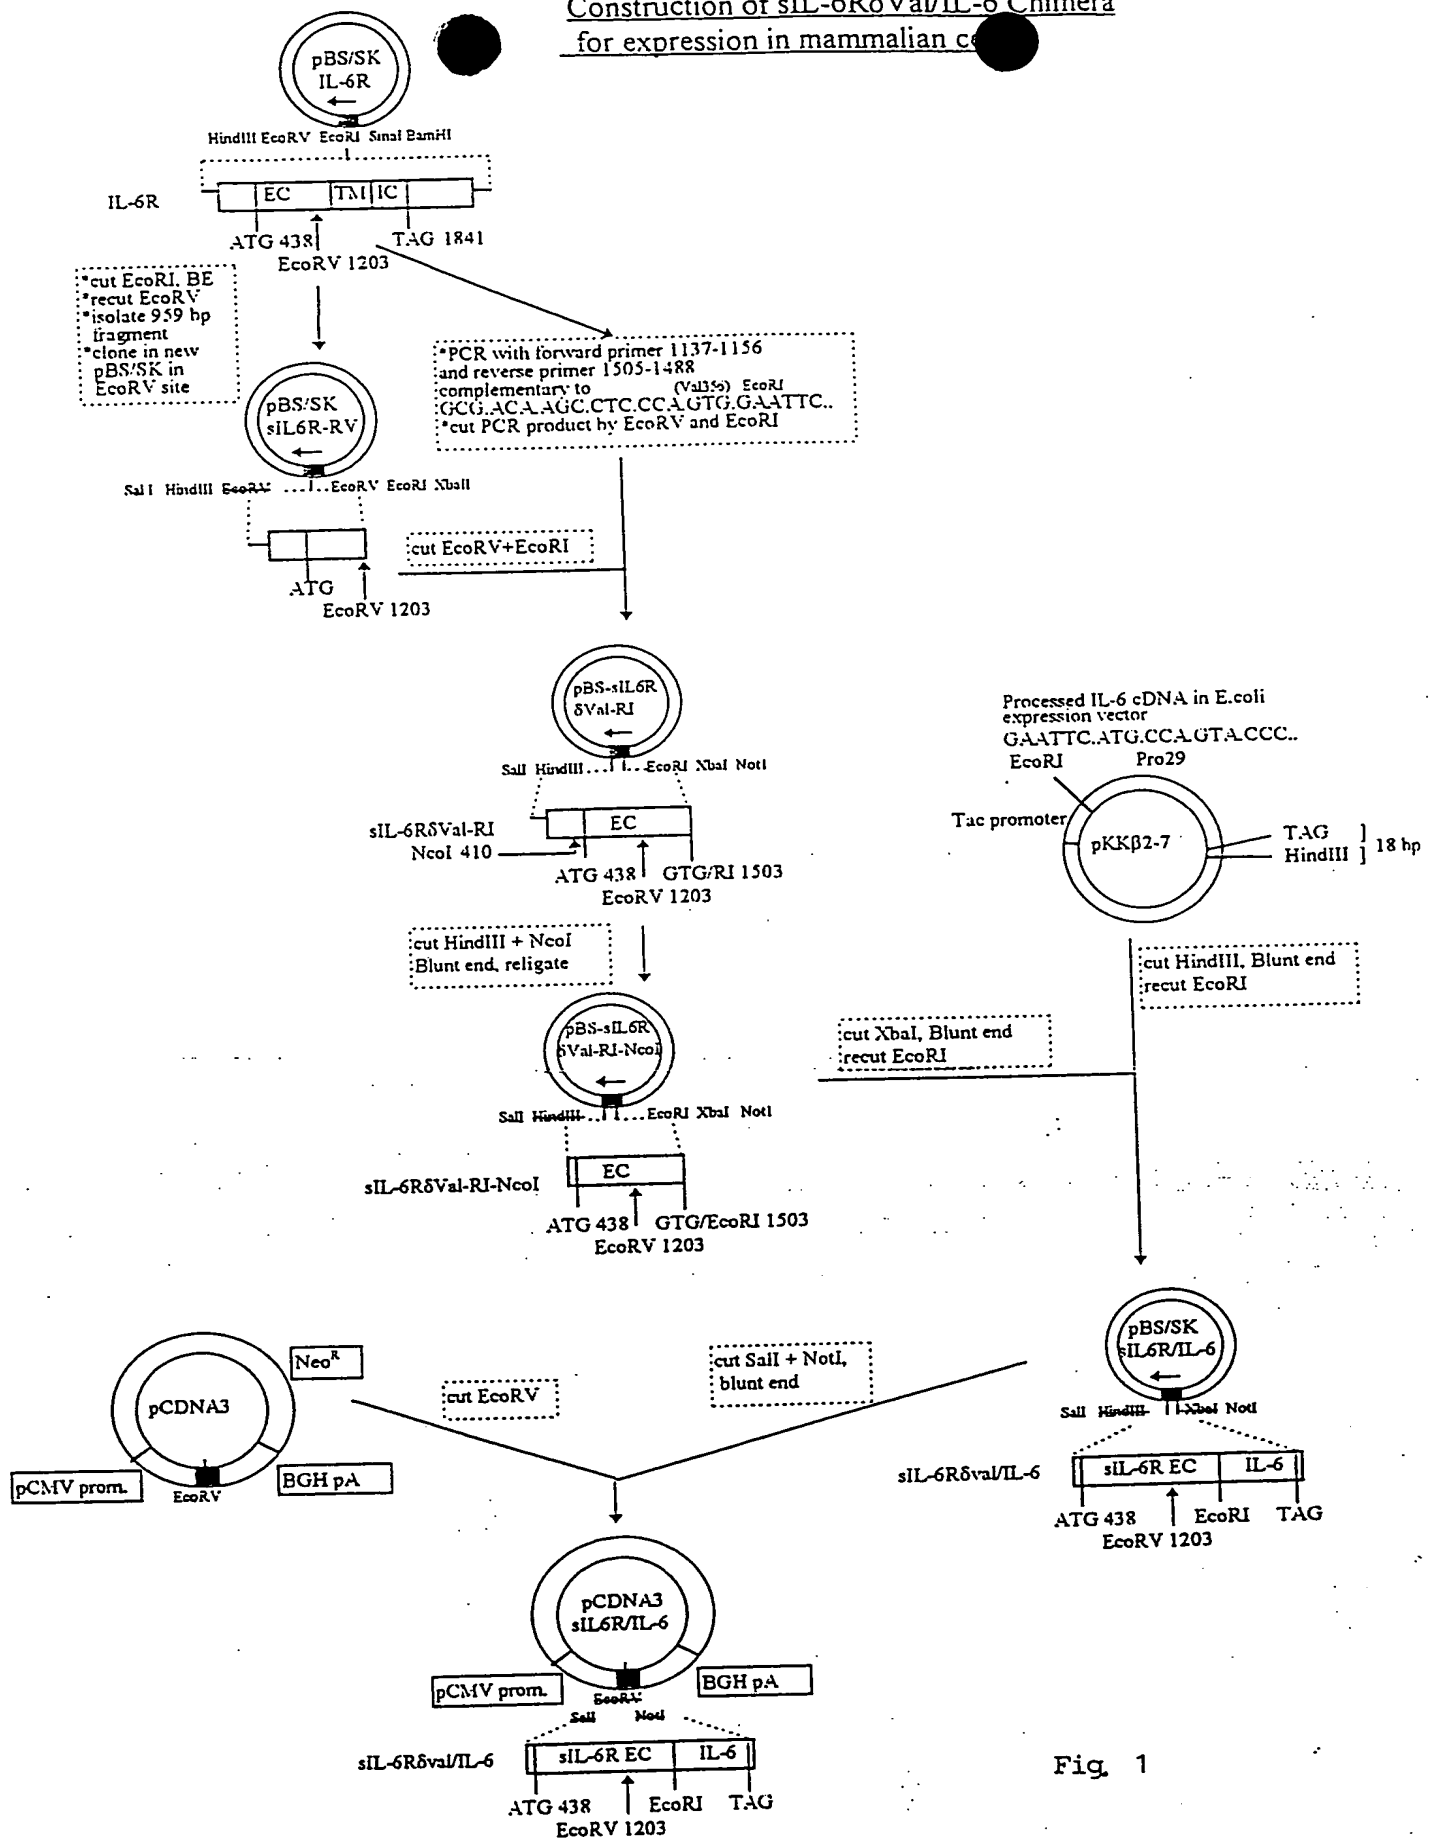 Construction of sIL-6RδVal/IL-6 Chimera
for expression in mammalian
pBS/SK
IL-6R
HindIII EcoRV EcoRI SmaI BamHI
IL-6R
EC TM IC
ATG 438 TAG 1841
EcoRV 1203
*cut EcoRI, BE
*recut EcoRV
*isolate 959 bp
fragment
*clone in new
pBS/SK in
EcoRV site
*PCR with forward primer 1137-1156
and reverse primer 1505-1488
complementary to (Val356) EcoRI
GCG.ACA.AGC.CTC.CCA.GTG.GAATTC..
*cut PCR product by EcoRV and EcoRI
pBS/SK
sIL6R-RV
Sal I HindIII EcoRV ....I..EcoRV EcoRI XbaII
cut EcoRV+EcoRI
ATG
EcoRV 1203
pBS-sIL6R
δVal-RI
SalI HindIII... I...EcoRI XbaI NotI
sIL-6RδVal-RI
EC
NcoI 410
ATG 438 GTG/RI 1503
EcoRV 1203
Processed IL-6 cDNA in E.coli
expression vector
GAATTC..ATG.CCA.GTA.CCC..
EcoRI Pro29
Tac promoter
pKKβ2-7
TAG ]
HindIII ] 18 bp
cut HindIII + NcoI
Blunt end, religate
cut HindIII, Blunt end
recut EcoRI
pBS-sIL6R
δVal-RI-NcoI
cut XbaI, Blunt end
recut EcoRI
SalI HindIII...I I...EcoRI XbaI NotI
sIL-6RδVal-RI-NcoI
EC
ATG 438 GTG/EcoRI 1503
EcoRV 1203
pCDNA3
Neo^R
pCMV prom.
EcoRV
BGH pA
cut EcoRV
cut SalI + NotI,
blunt end
pBS/SK
sIL6R/IL-6
SalI HindIII XbaI NotI
sIL-6Rδval/IL-6
sIL-6R EC IL-6
ATG 438 EcoRI TAG
EcoRV 1203
pCDNA3
sIL6R/IL-6
pCMV prom.
BGH pA
EcoRV
SalI NotI
sIL-6Rδval/IL-6
sIL-6R EC IL-6
ATG 438 EcoRI TAG
EcoRV 1203
Fig. 1